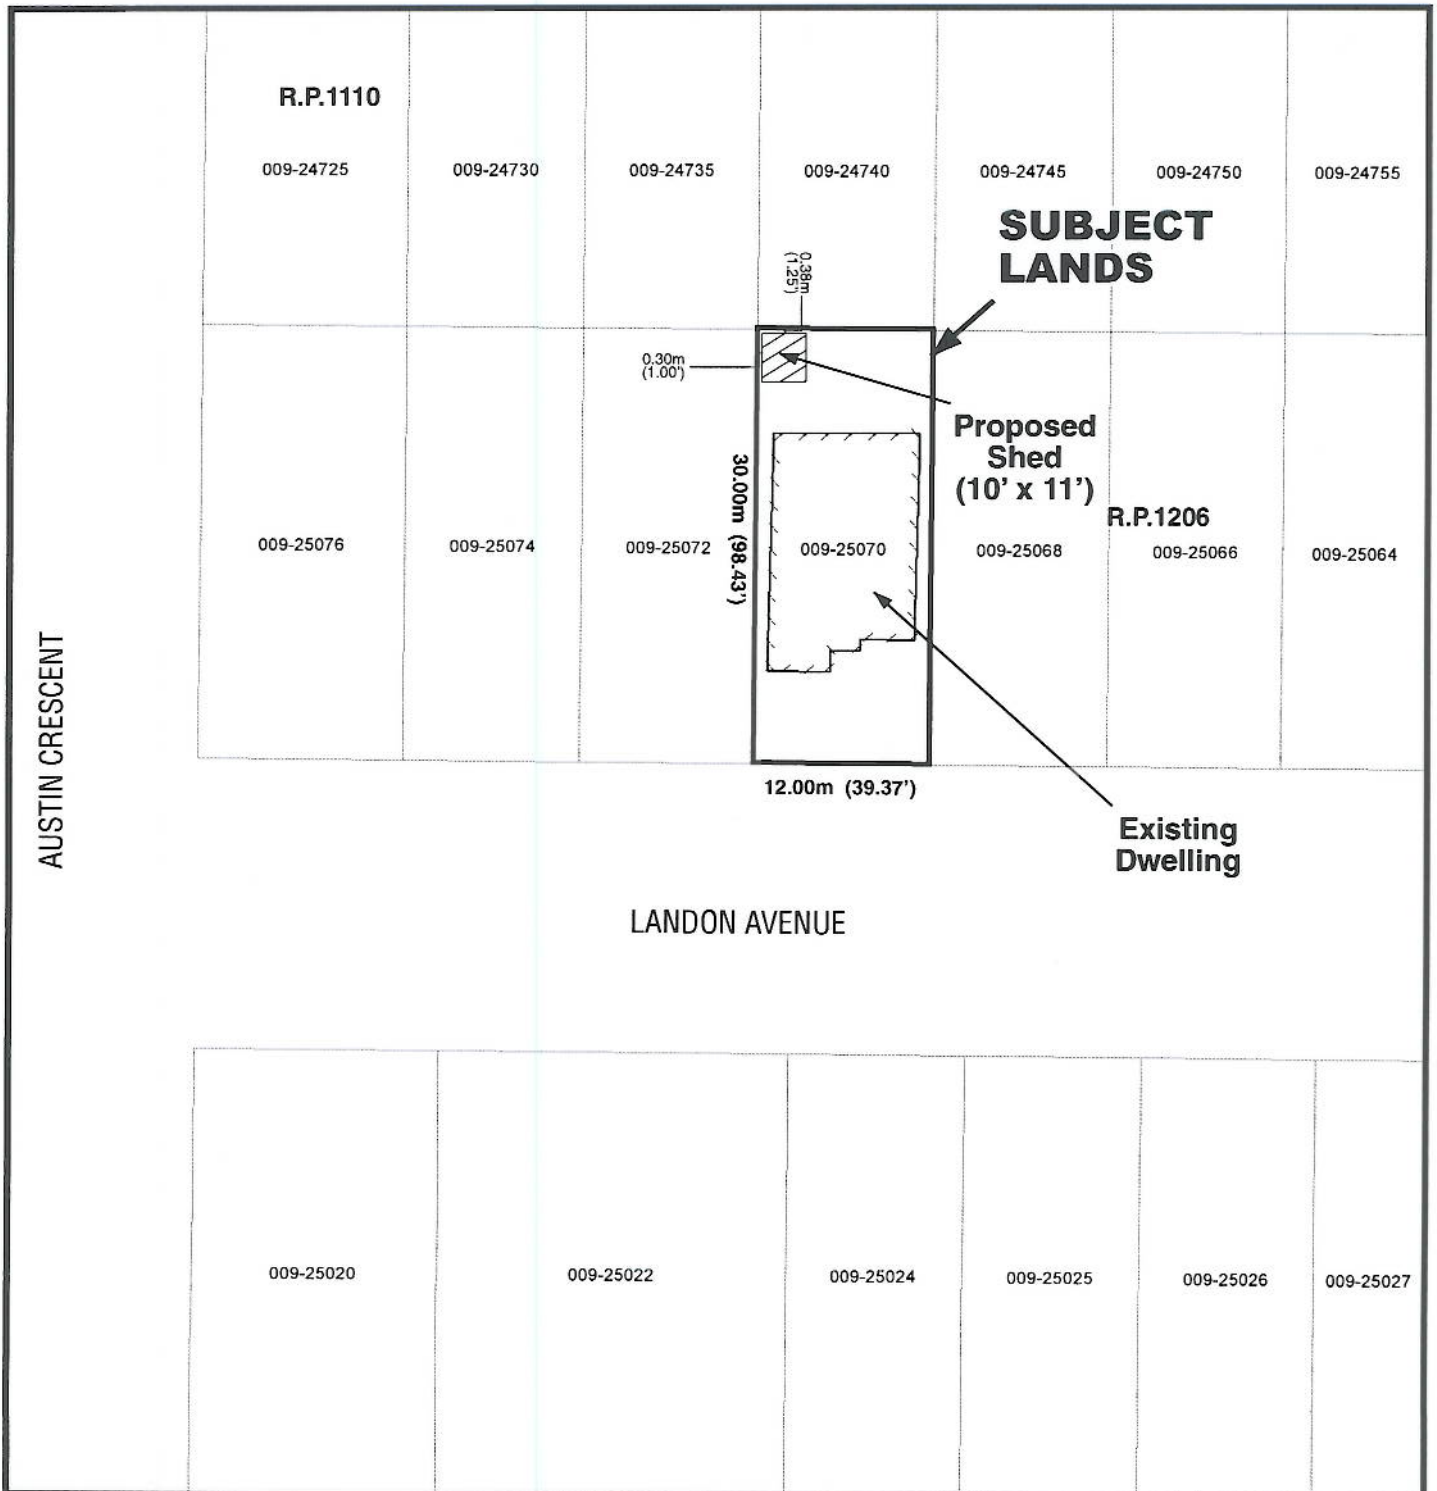 R.P.1110
009-24725
009-24730
009-24735
009-24740
009-24745
009-24750
009-24755
SUBJECT
LANDS
0.38m
(1.25')
0.30m
(1.00')
Proposed
Shed
(10' x 11')
R.P.1206
30.00m (98.43')
009-25076
009-25074
009-25072
009-25070
009-25068
009-25066
009-25064
AUSTIN CRESCENT
12.00m (39.37')
Existing
Dwelling
LANDON AVENUE
009-25020
009-25022
009-25024
009-25025
009-25026
009-25027